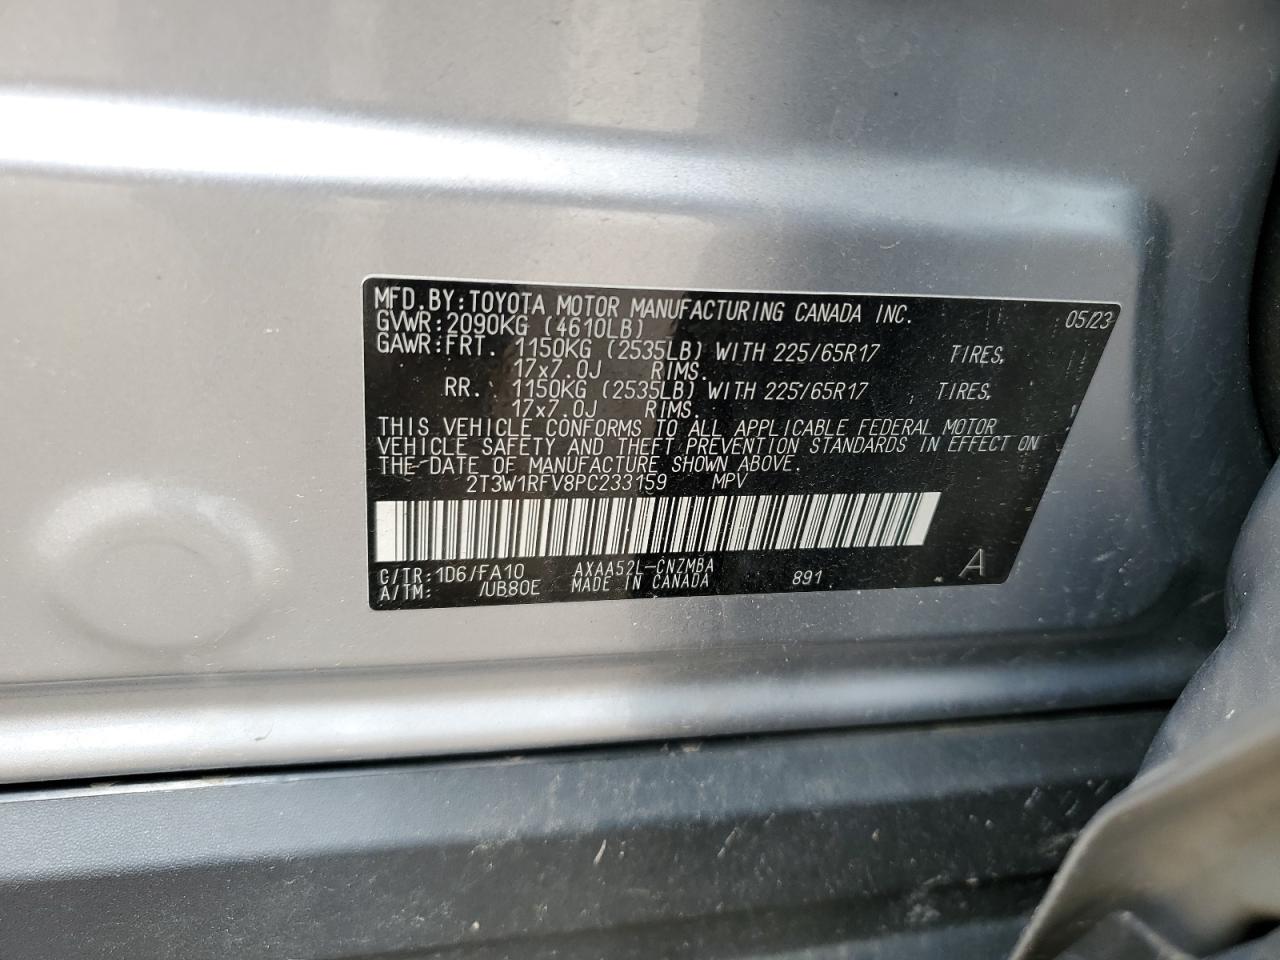 MFD.BY:TOYOTA MOTOR MANUFACTURING CANADA INC. 05/23
GVWR:2090KG (4610LB)
GAWR:FRT. 1150KG (2535LB) WITH 225/65R17 TIRES,
17x7.0J RIMS.
RR. 1150KG (2535LB) WITH 225/65R17 TIRES,
17x7.0J RIMS.
THIS VEHICLE CONFORMS TO ALL APPLICABLE FEDERAL MOTOR
VEHICLE SAFETY AND THEFT PREVENTION STANDARDS IN EFFECT ON
THE DATE OF MANUFACTURE SHOWN ABOVE.
2T3W1RFV8PC233159 MPV
C/TR:1D6/FA10 AXAA52L-CNZMBA 891 A
A/TM: /UB80E MADE IN CANADA